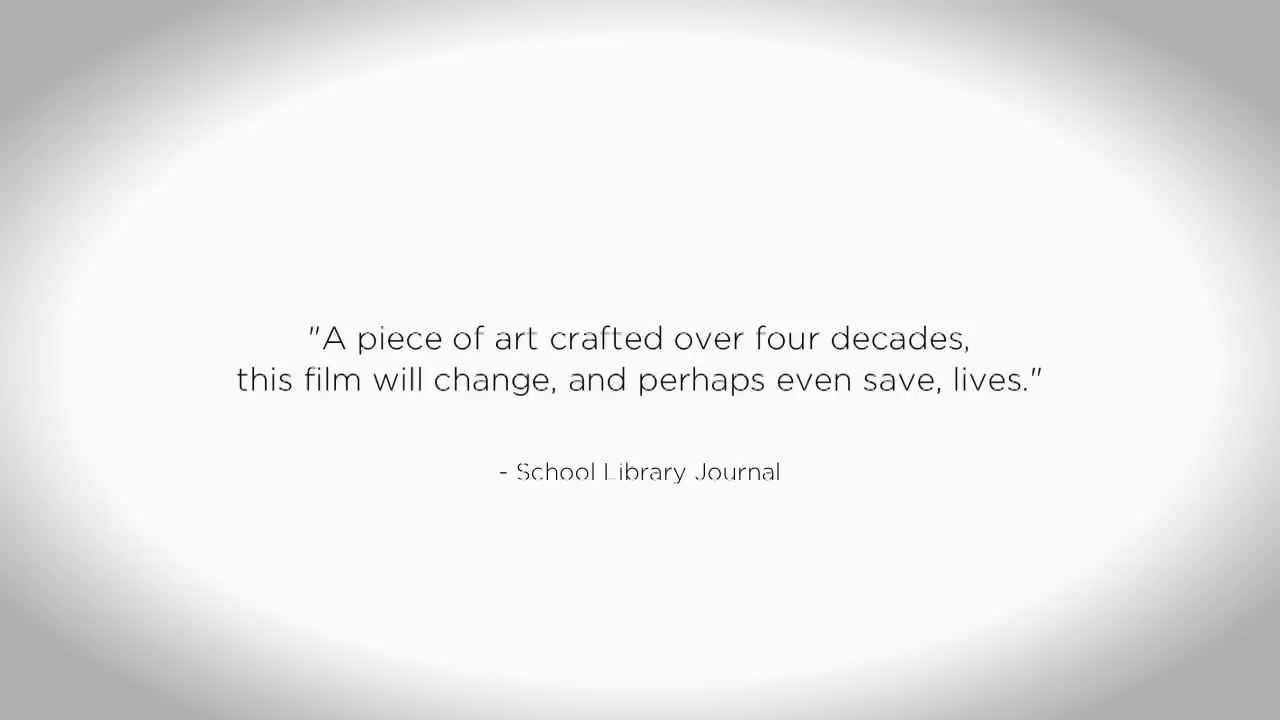 "A piece of art crafted over four decades,
this film will change, and perhaps even save, lives."
- School Library Journal